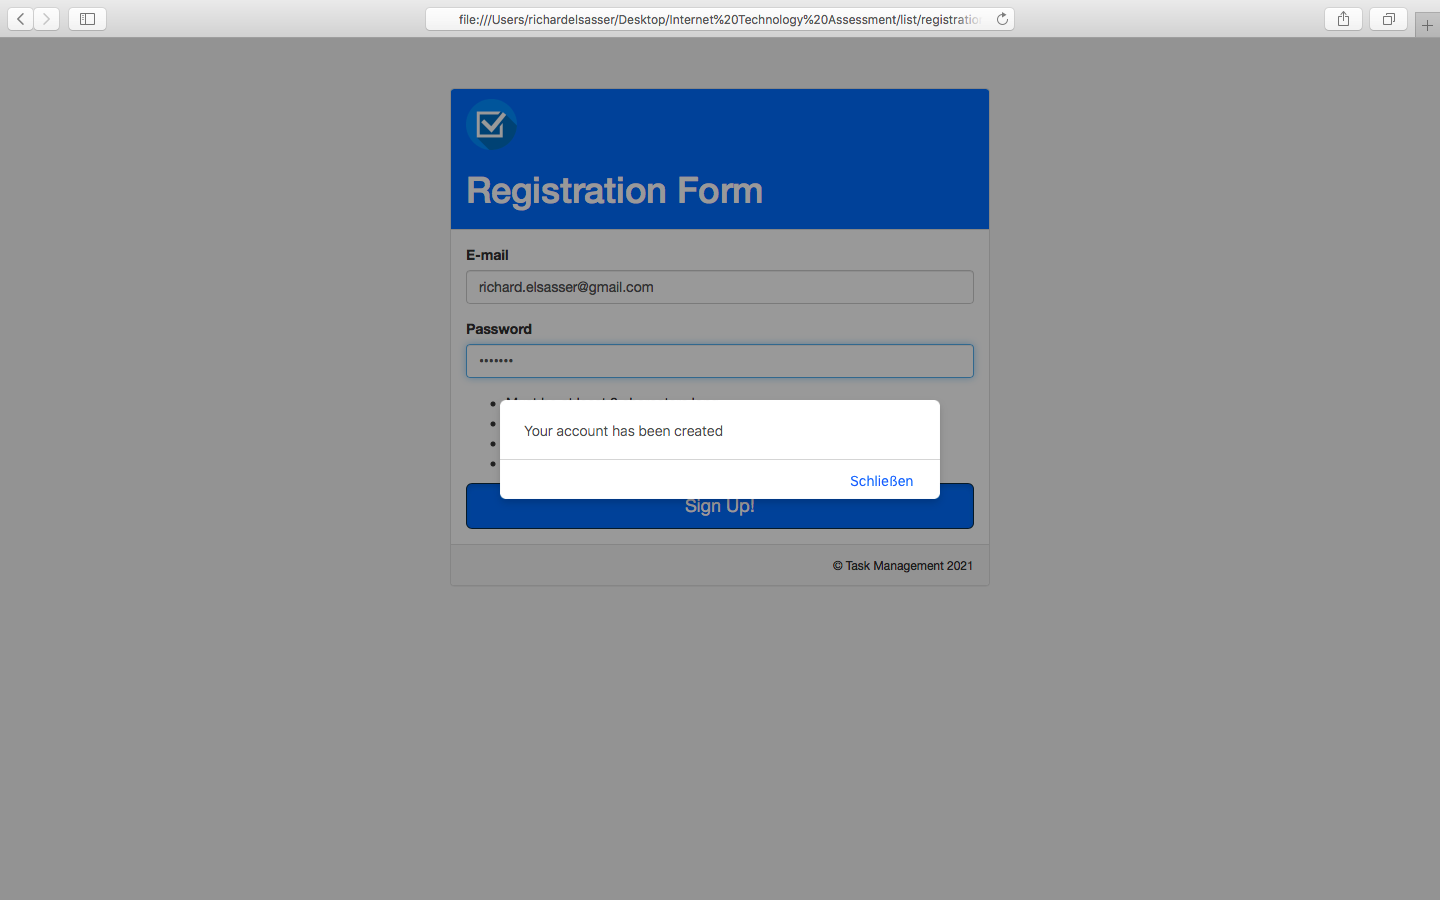 file:///Users/richardelsasser/Desktop/Internet%20Technology%20Assessment/list/registratio
Registration Form
E-mail
richard.elsasser@gmail.com
Password
•••••••
Your account has been created
Schließen
Sign Up!
© Task Management 2021